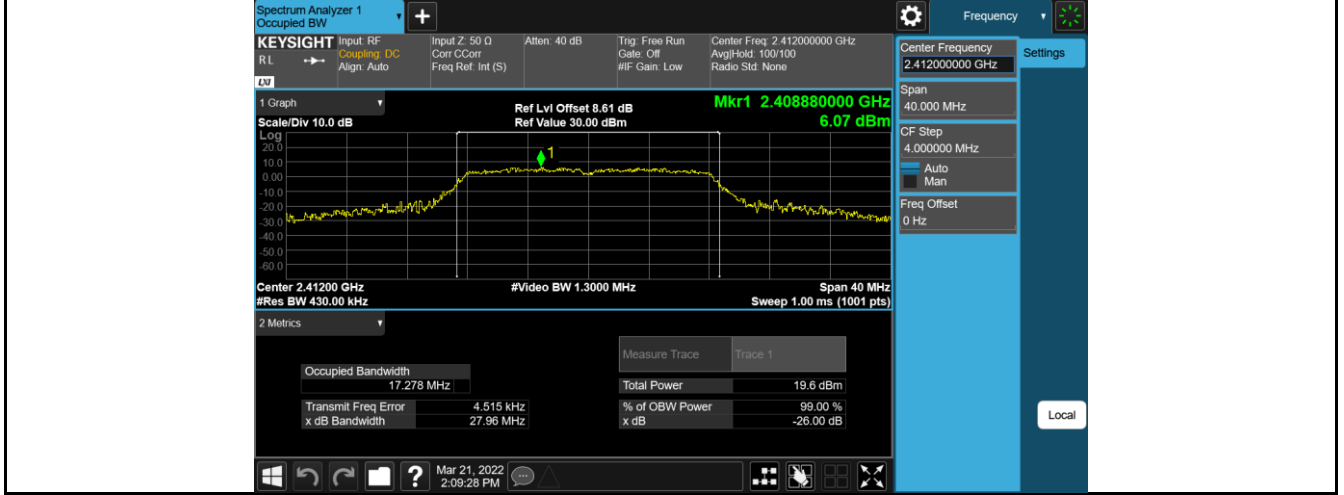 Spectrum Analyzer 1
Occupied BW
Frequency
KEYSIGHT
R L
LXI
Input: RF
Coupling: DC
Align: Auto
Input Z: 50 Ω
Corr CCorr
Freq Ref: Int (S)
Atten: 40 dB
Trig: Free Run
Gate: Off
#IF Gain: Low
Center Freq: 2.412000000 GHz
Avg|Hold: 100/100
Radio Std: None
Center Frequency
2.412000000 GHz
Settings
Span
40.000 MHz
CF Step
4.000000 MHz
Auto
Man
Freq Offset
0 Hz
Local
1 Graph
Scale/Div 10.0 dB
Ref Lvl Offset 8.61 dB
Ref Value 30.00 dBm
Mkr1 2.408880000 GHz
6.07 dBm
Log
20.0
10.0
0.00
-10.0
-20.0
-30.0
-40.0
-50.0
-60.0
1
Center 2.41200 GHz
#Res BW 430.00 kHz
#Video BW 1.3000 MHz
Span 40 MHz
Sweep 1.00 ms (1001 pts)
2 Metrics
Measure Trace
Trace 1
Occupied Bandwidth
17.278 MHz
Total Power
19.6 dBm
Transmit Freq Error
4.515 kHz
% of OBW Power
99.00 %
x dB Bandwidth
27.96 MHz
x dB
-26.00 dB
?
Mar 21, 2022
2:09:28 PM